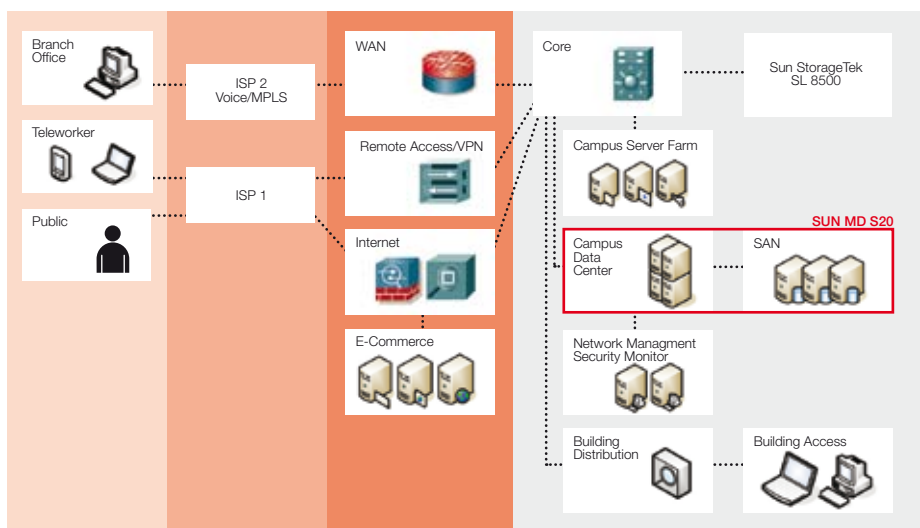 Branch
Office
Teleworker
Public
ISP 2
Voice/MPLS
ISP 1
WAN
Remote Access/VPN
Internet
E-Commerce
Core
Sun StorageTek
SL 8500
Campus Server Farm
SUN MD S20
Campus
Data
Center
SAN
Network Managment
Security Monitor
Building
Distribution
Building Access